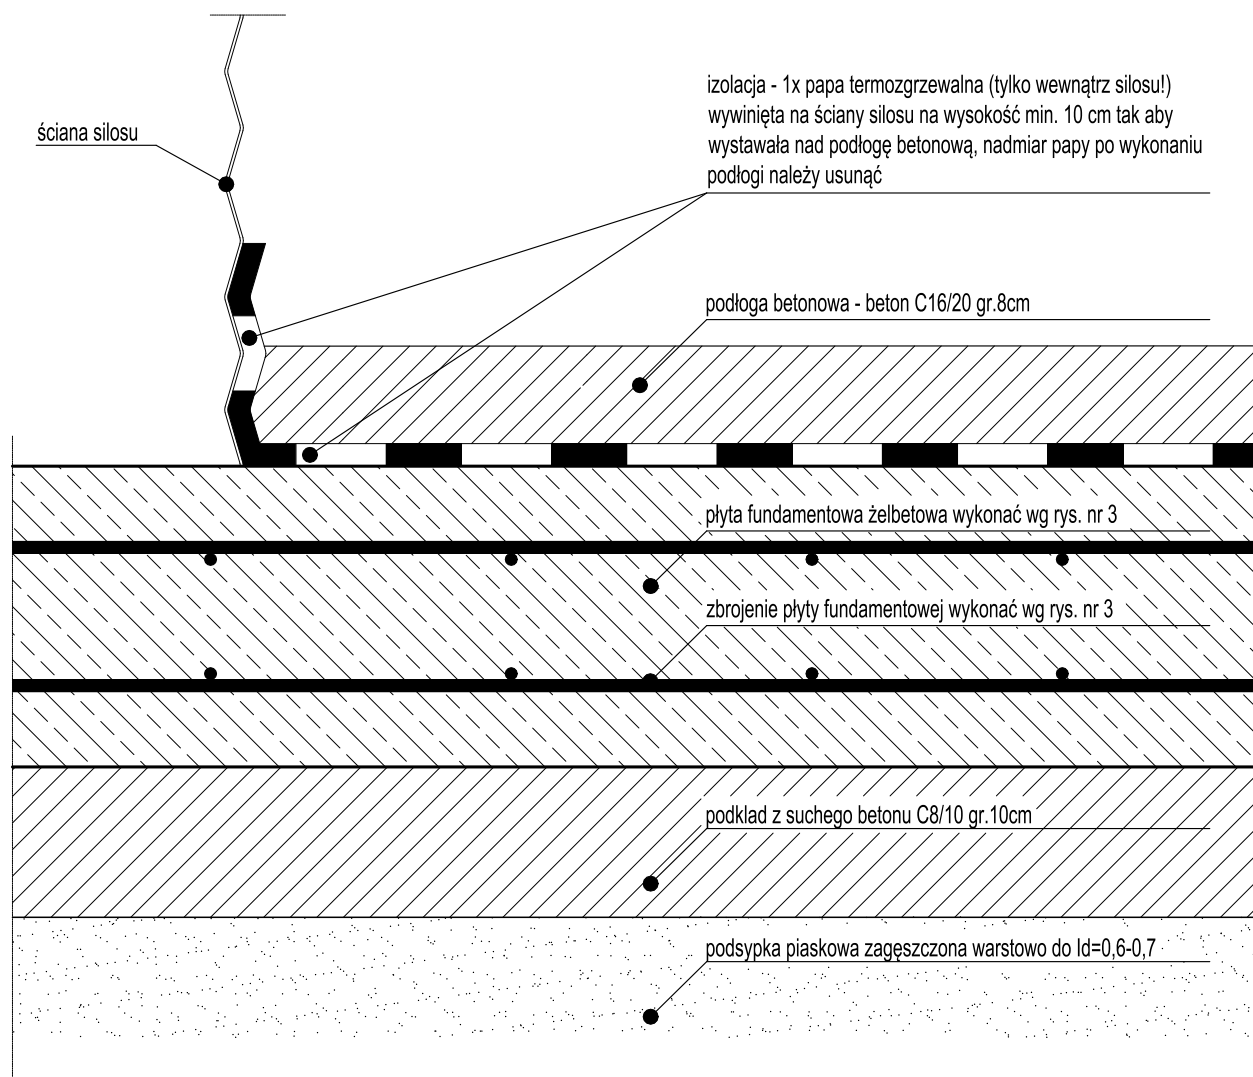 izolacja - 1x papa termozgrzewalna (tylko wewnątrz silosu!)
wywinięta na ściany silosu na wysokość min. 10 cm tak aby
wystawała nad podłogę betonową, nadmiar papy po wykonaniu
podłogi należy usunąć
ściana silosu
podłoga betonowa - beton C16/20 gr.8cm
płyta fundamentowa żelbetowa wykonać wg rys. nr 3
zbrojenie płyty fundamentowej wykonać wg rys. nr 3
podklad z suchego betonu C8/10 gr.10cm
podsypka piaskowa zagęszczona warstowo do Id=0,6-0,7